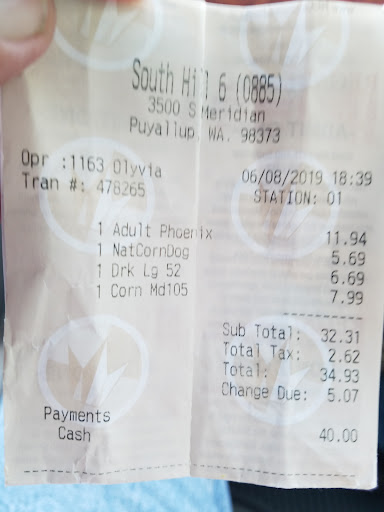 South Hill 6 (0885)
3500 S Meridian
Puyallup, WA. 98373
Opr :1163 Olyvia 06/08/2019 18:39
Tran #: 478265 STATION: 01
1 Adult Phoenix 11.94
1 NatCornDog 5.69
1 Drk Lg 52 6.69
1 Corn Md105 7.99
Sub Total: 32.31
Total Tax: 2.62
Total: 34.93
Change Due: 5.07
Payments
Cash 40.00